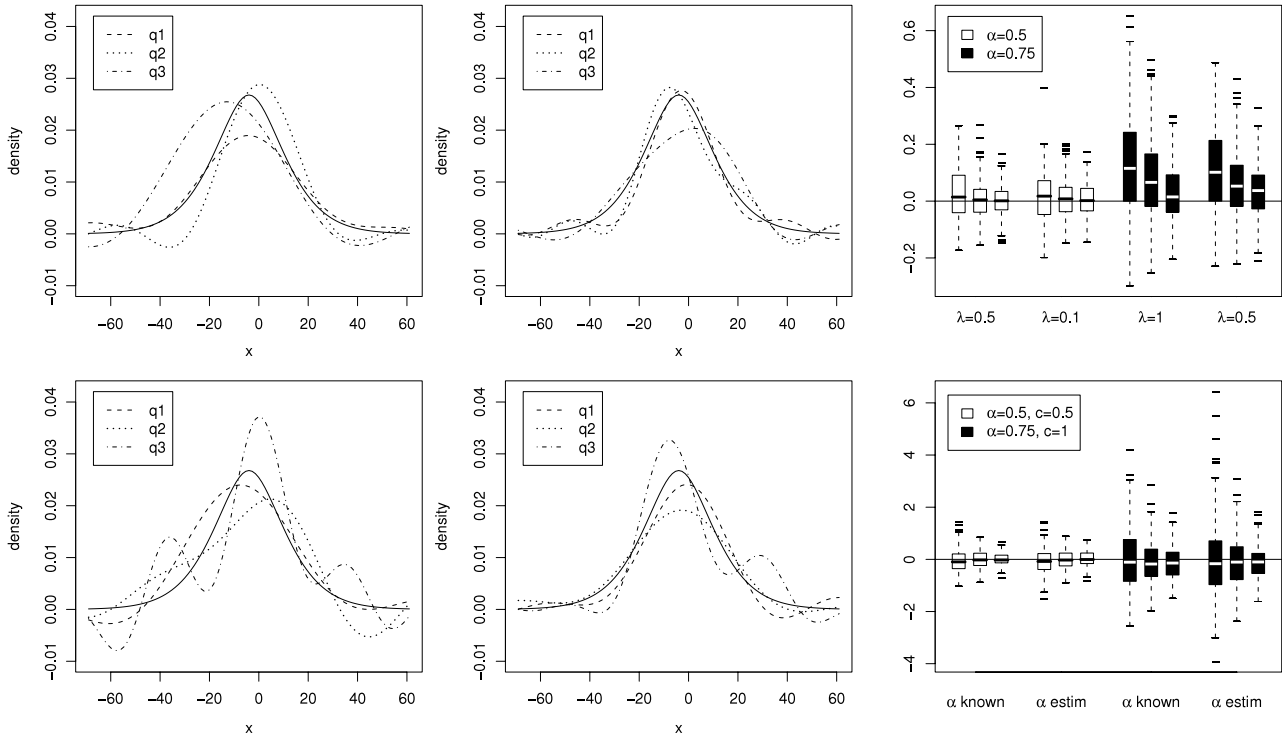 q1
q2
q3
density
0.04
0.03
0.02
0.01
0.00
−0.01
−60 −40 −20 0 20 40 60
x
q1
q2
q3
density
0.04
0.03
0.02
0.01
0.00
−0.01
−60 −40 −20 0 20 40 60
x
α=0.5
α=0.75
0.6
0.4
0.2
0.0
−0.2
λ=0.5 λ=0.1 λ=1 λ=0.5
q1
q2
q3
density
0.04
0.03
0.02
0.01
0.00
−0.01
−60 −40 −20 0 20 40 60
x
q1
q2
q3
density
0.04
0.03
0.02
0.01
0.00
−0.01
−60 −40 −20 0 20 40 60
x
α=0.5, c=0.5
α=0.75, c=1
6
4
2
0
−2
−4
α known α estim α known α estim